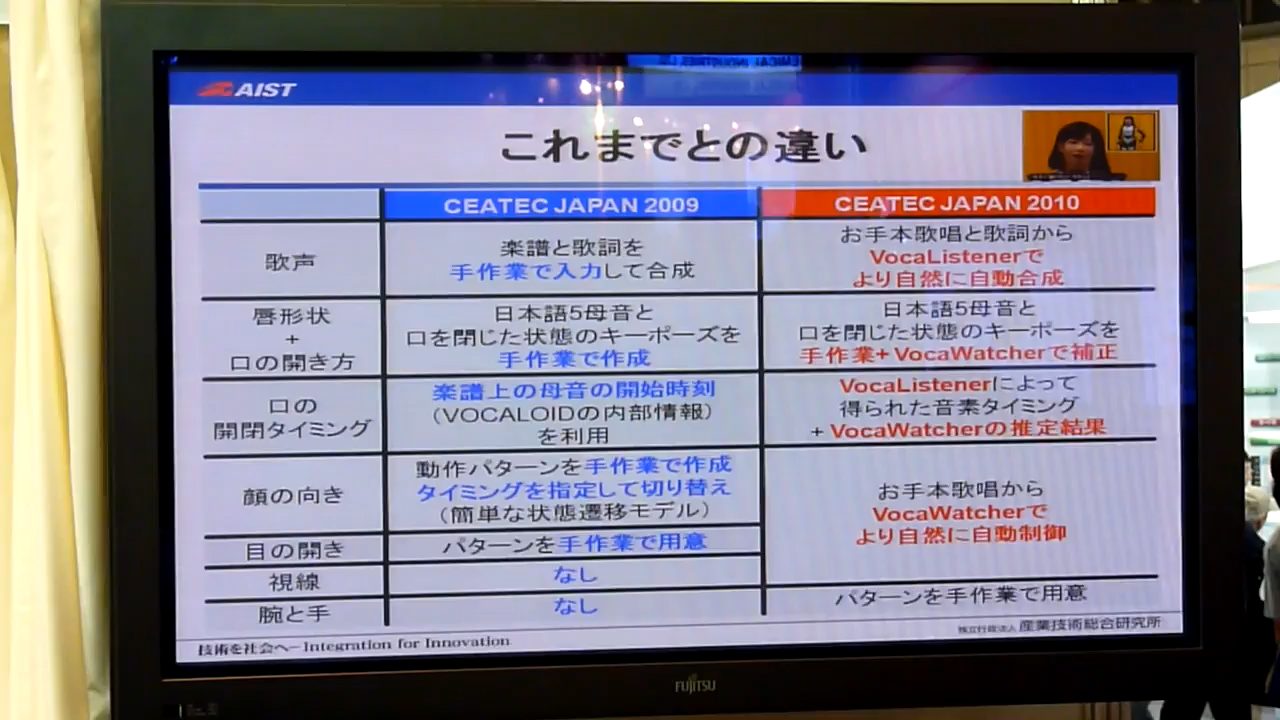 AIST
これまでとの違い
CEATEC JAPAN 2009
CEATEC JAPAN 2010
歌声
楽譜と歌詞を
手作業で入力して合成
お手本歌唱と歌詞から
VocaListenerで
より自然に自動合成
唇形状
+
口の開き方
日本語5母音と
口を閉じた状態のキーポーズを
手作業で作成
日本語5母音と
口を閉じた状態のキーポーズを
手作業+VocaWatcherで補正
口の
開閉タイミング
楽譜上の母音の開始時刻
(VOCALOIDの内部情報)
を利用
VocaListenerによって
得られた音素タイミング
+ VocaWatcherの推定結果
顔の向き
動作パターンを手作業で作成
タイミングを指定して切り替え
(簡単な状態遷移モデル)
お手本歌唱から
VocaWatcherで
より自然に自動制御
目の開き
パターンを手作業で用意
視線
なし
腕と手
なし
パターンを手作業で用意
技術を社会へ-Integration for Innovation
独立行政法人 産業技術総合研究所
FUJITSU